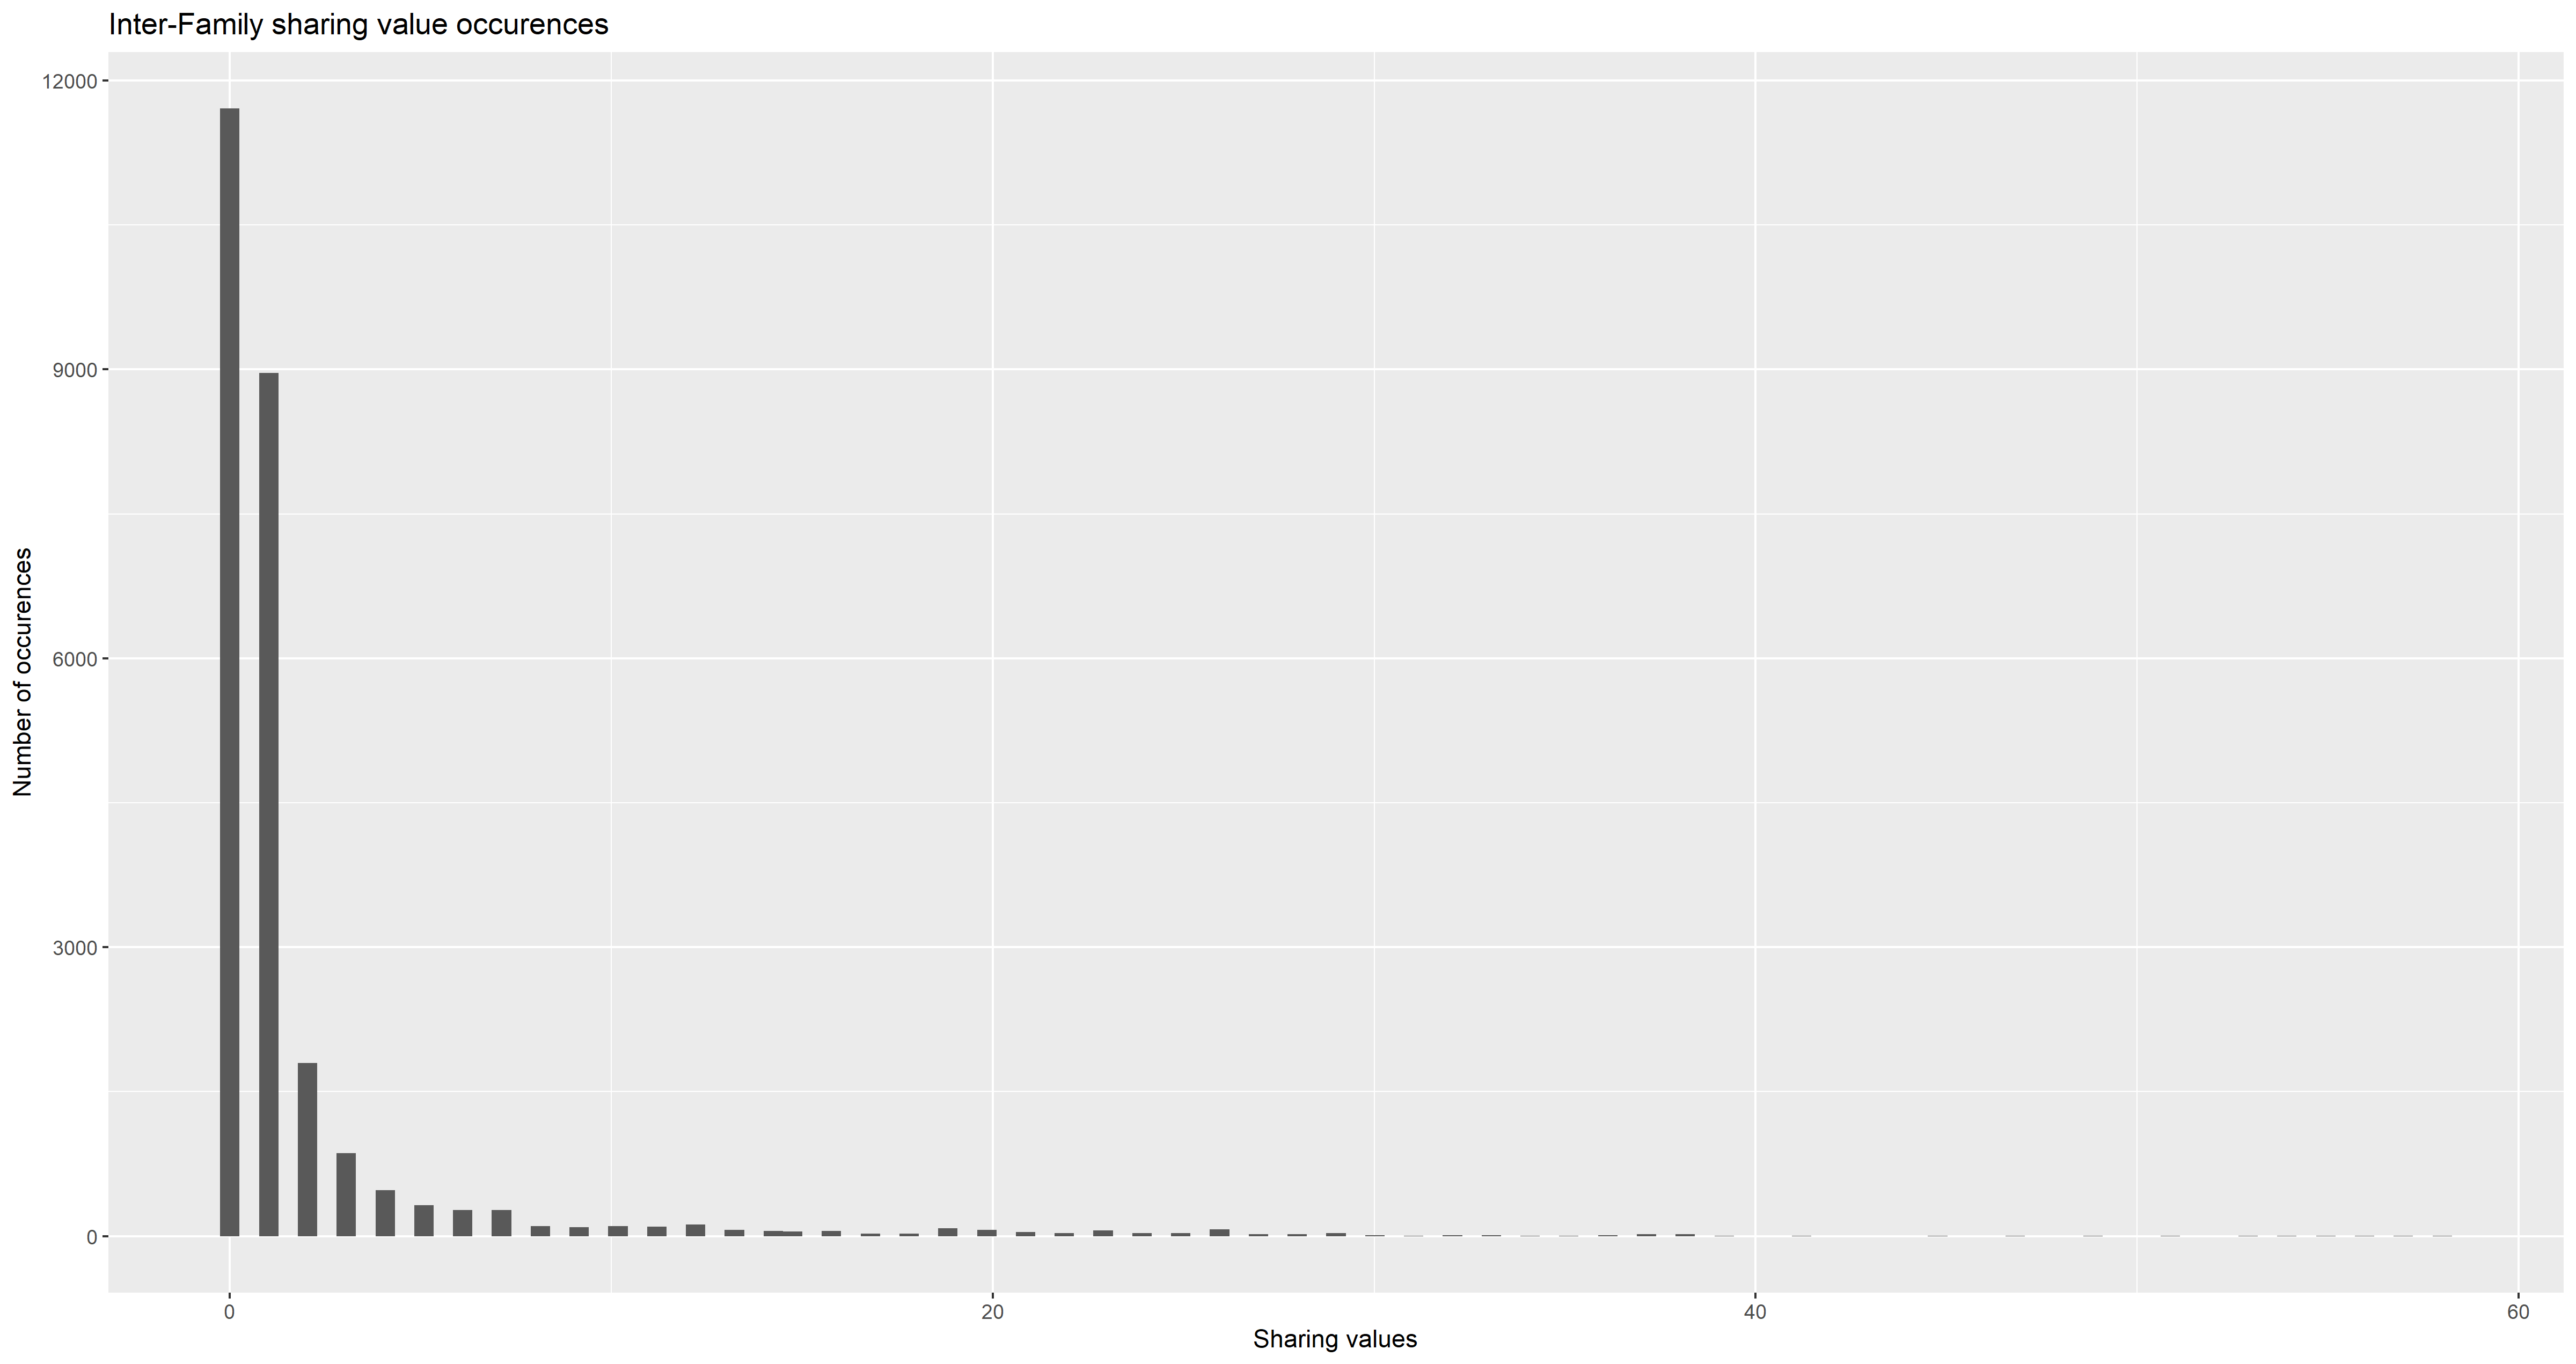 Inter-Family sharing value occurences
12000
9000
6000
3000
0
Number of occurences
0 20 40 60
Sharing values